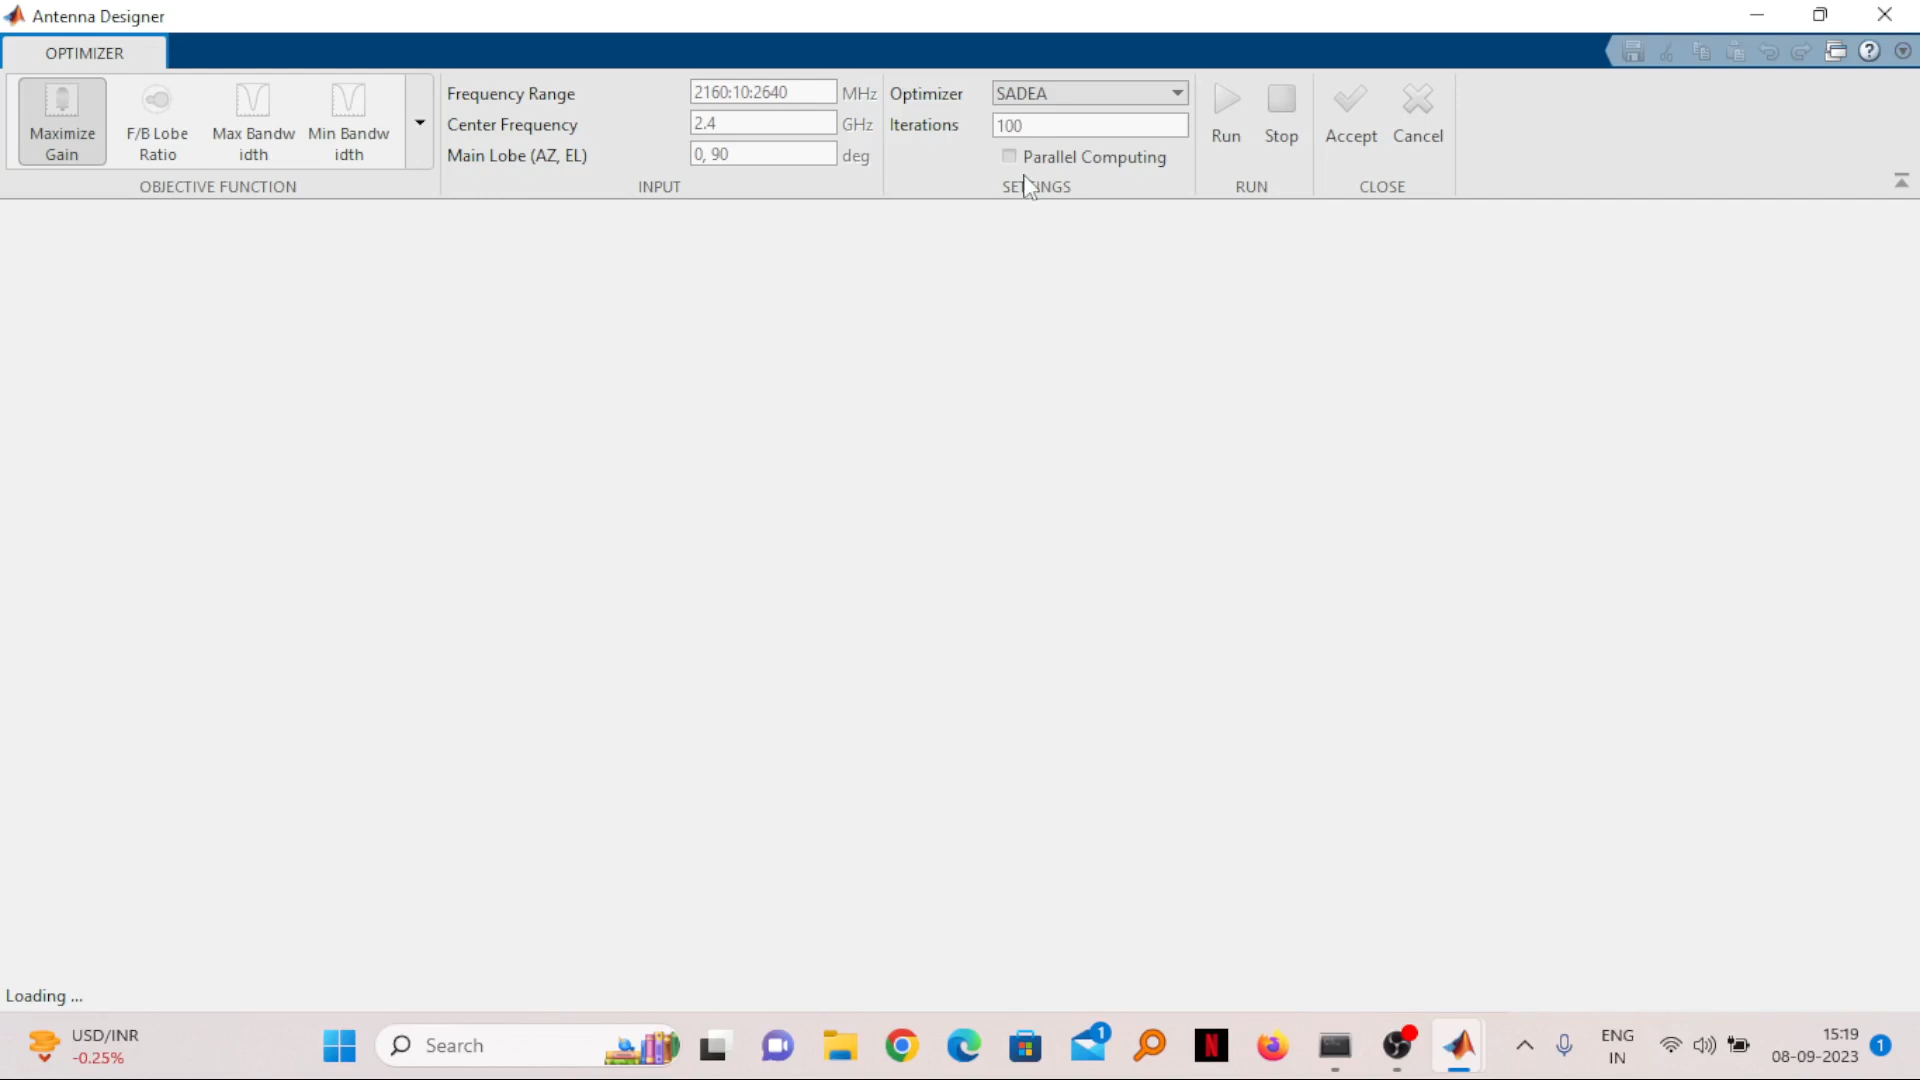 Antenna Designer
OPTIMIZER
Maximize
Gain
F/B Lobe
Ratio
Max Bandw
idth
Min Bandw
idth
OBJECTIVE FUNCTION
Frequency Range 2160:10:2640 MHz
Center Frequency 2.4 GHz
Main Lobe (AZ, EL) 0, 90 deg
INPUT
Optimizer SADEA
Iterations 100
Parallel Computing
SETTINGS
Run
Stop
RUN
Accept
Cancel
CLOSE
Loading ...
USD/INR
-0.25%
Search
1
N
ENG
IN
15:19
08-09-2023
1